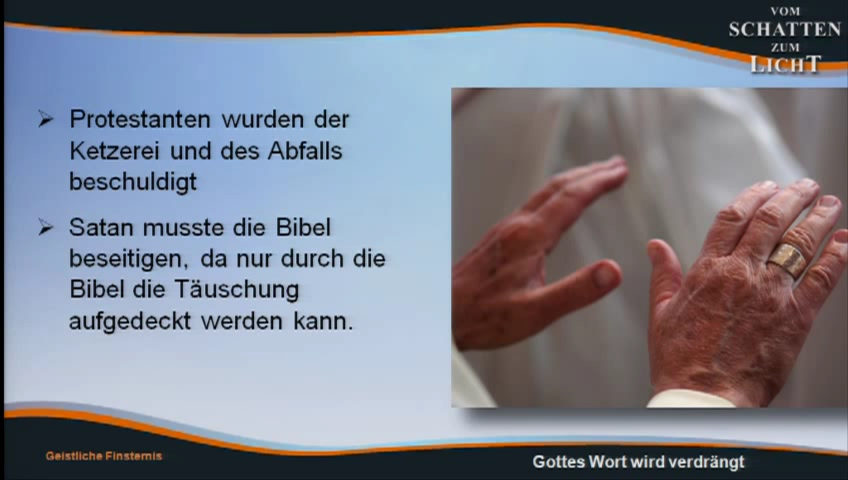 VOM
SCHATTEN
ZUM
LICHT
Protestanten wurden der
Ketzerei und des Abfalls
beschuldigt
Satan musste die Bibel
beseitigen, da nur durch die
Bibel die Täuschung
aufgedeckt werden kann.
Geistliche Finsternis
Gottes Wort wird verdrängt